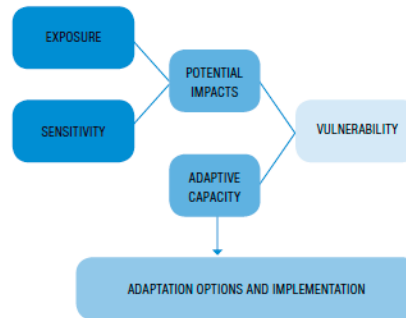 EXPOSURE
POTENTIAL
IMPACTS
SENSITIVITY
VULNERABILITY
ADAPTIVE
CAPACITY
ADAPTATION OPTIONS AND IMPLEMENTATION